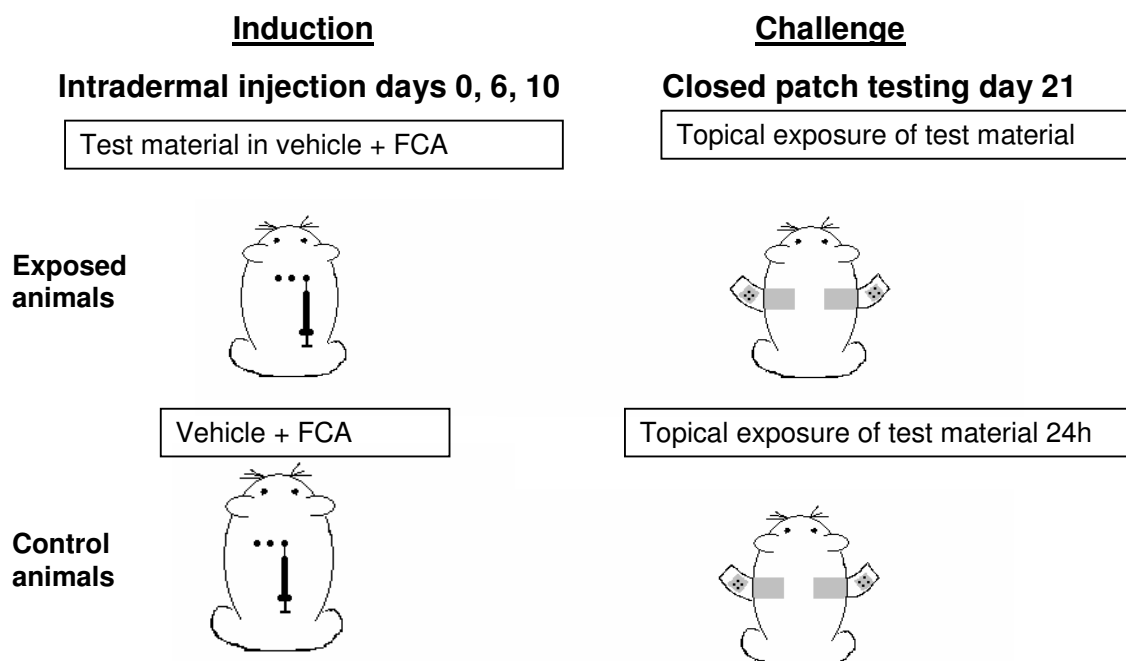 Induction
Challenge
Intradermal injection days 0, 6, 10
Closed patch testing day 21
Test material in vehicle + FCA
Topical exposure of test material
Exposed
animals
Vehicle + FCA
Topical exposure of test material 24h
Control
animals